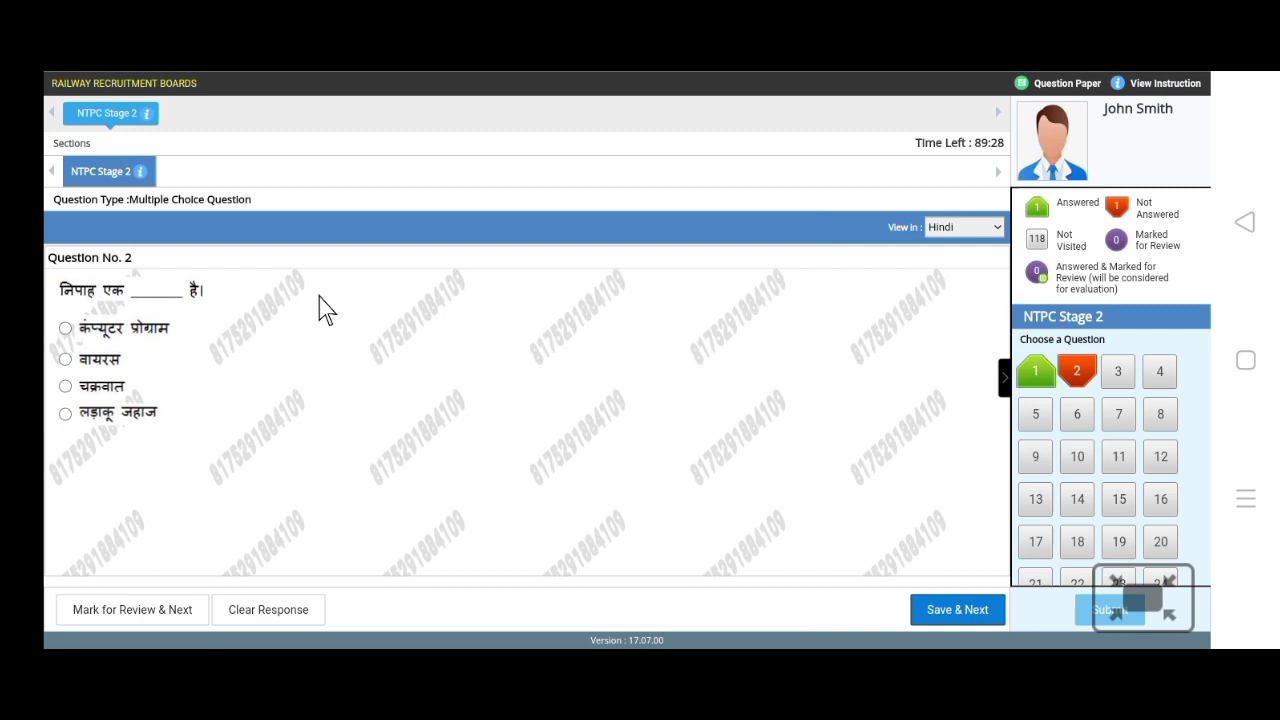 RAILWAY RECRUITMENT BOARDS
Question Paper
View Instruction
NTPC Stage 2
John Smith
Sections
Time Left : 89:28
NTPC Stage 2
Question Type :Multiple Choice Question
1 Answered
1 Not Answered
View in : Hindi
118 Not Visited
0 Marked for Review
Question No. 2
0 Answered & Marked for
Review (will be considered
for evaluation)
निपाह एक ______ है।
कंप्यूटर प्रोग्राम
वायरस
चक्रवात
लड़ाकू जहाज
8175291884109
NTPC Stage 2
Choose a Question
1 2 3 4
5 6 7 8
9 10 11 12
13 14 15 16
17 18 19 20
21 22 23 24
Mark for Review & Next
Clear Response
Save & Next
Submit
Version : 17.07.00